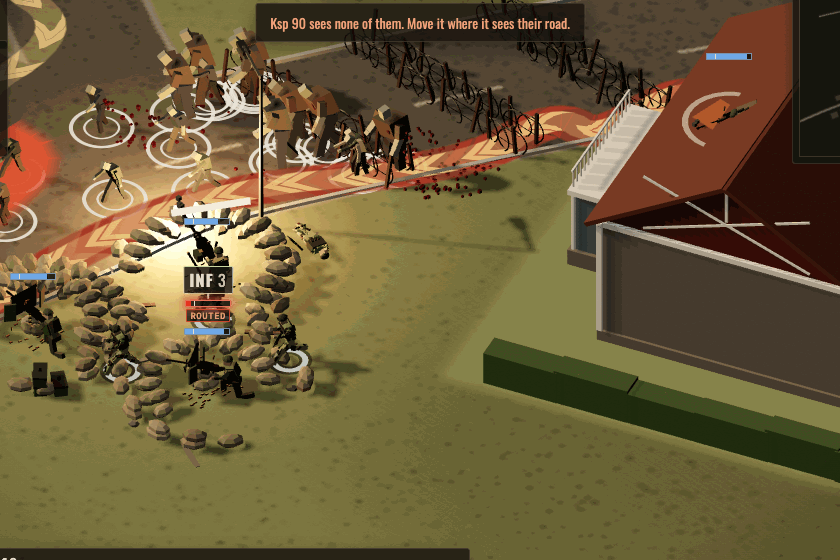 Ksp 90 sees none of them. Move it where it sees their road.
INF 3
ROUTED